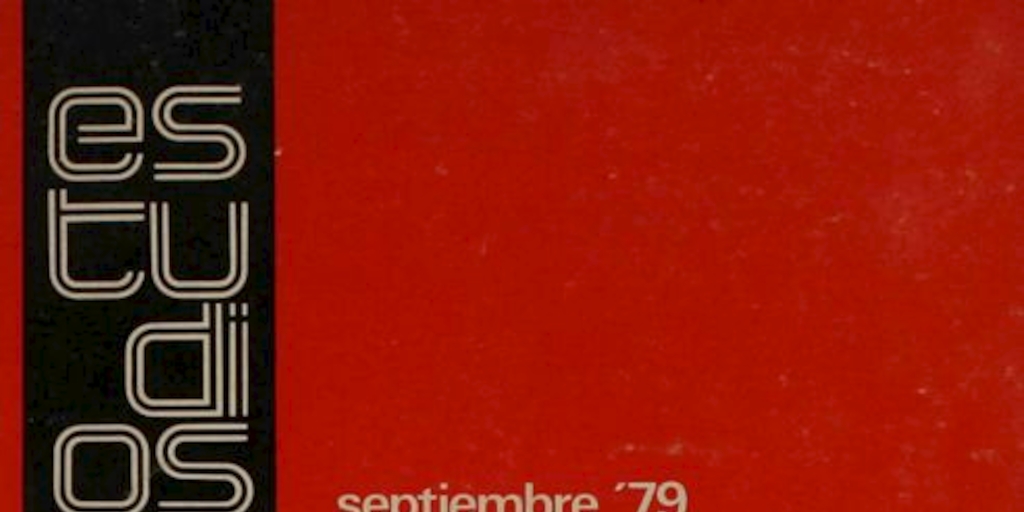 es
tu
di
os
septiembre ´79